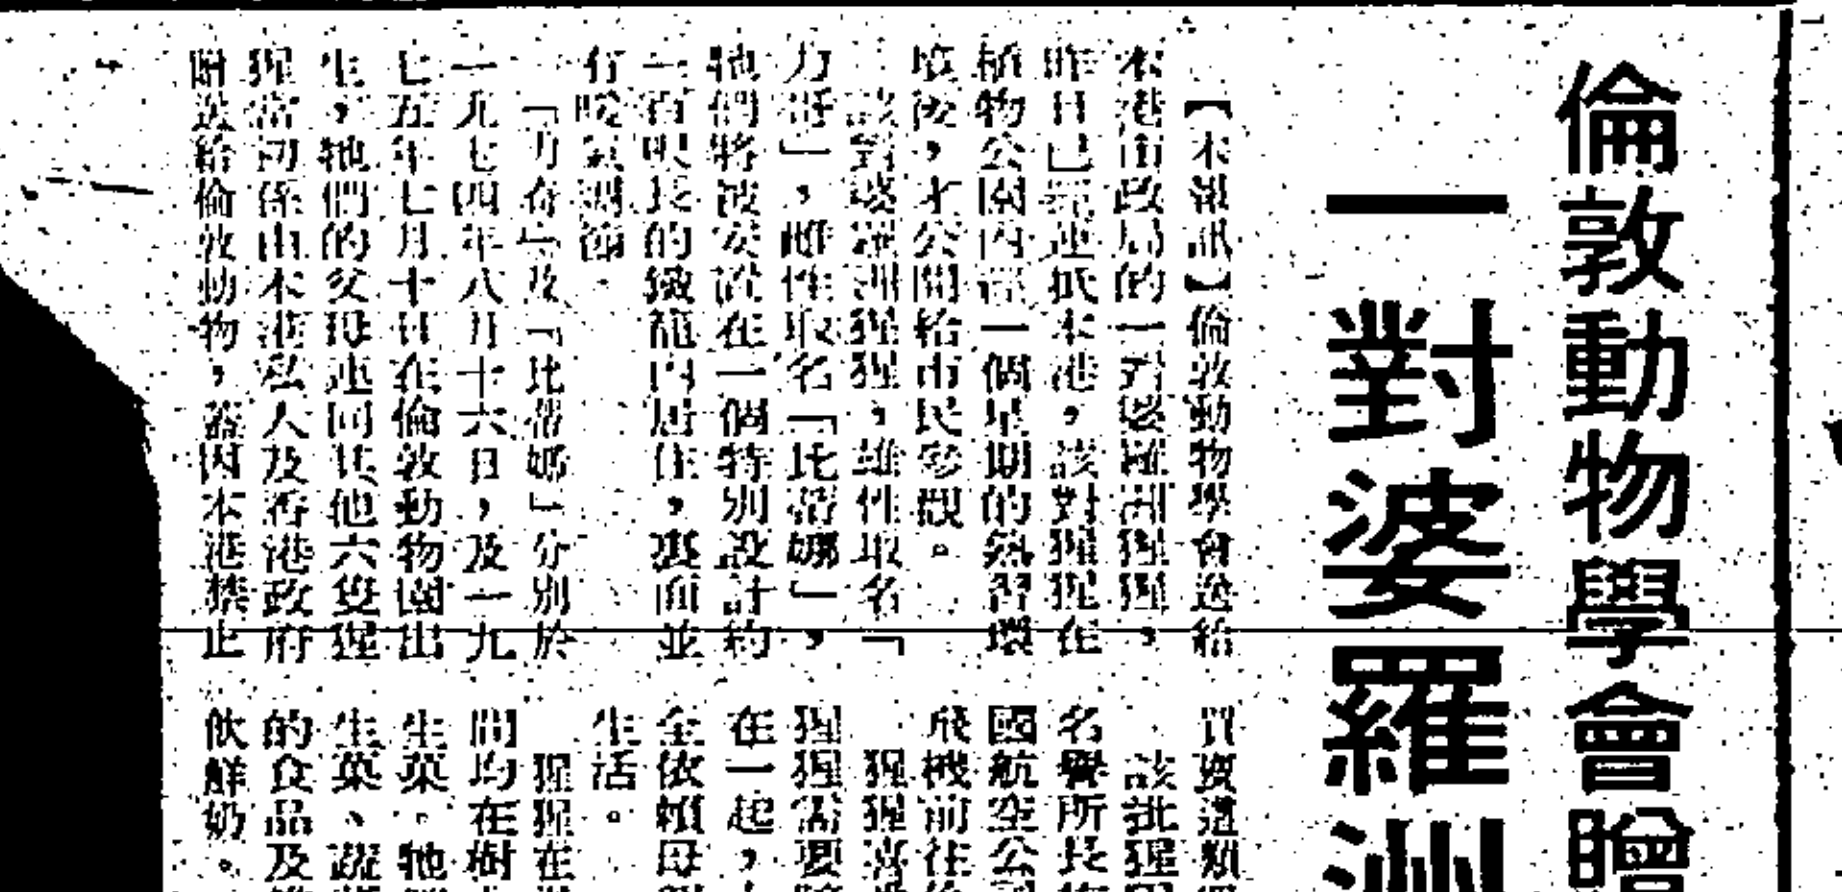 倫敦動物學會贈
一對婆羅洲
【本報訊】倫敦動物學會送給
本港市政局的一對婆羅洲猩猩，
昨日已運抵本港，該對猩猩在
植物公園內一個星期的熟習環
境後，才公開給市民參觀。
該對婆羅洲猩猩，雄性取名「
力奇」，雌性取名「比蒂娜」，
牠們將被安置在一個特別設計約
一百呎長的鐵籠內居住，裏面並
有暖氣調節。
「力奇」及「比蒂娜」分別於
一九七四年八月十六日，及一九
七五年七月十日在倫敦動物園出
生，牠們的父母連同其他六隻猩
猩當初係由本港私人及香港政府
贈送給倫敦動物，蓋因本港禁止
買賣這類
該批猩
名譽所長
國航空公
飛機前往
猩猩喜
猩猩需要
在一起，
全依賴母
生活。
猩猩在
間均在樹
生菜。牠
生菜、蔬
的食品及
飲鮮奶。